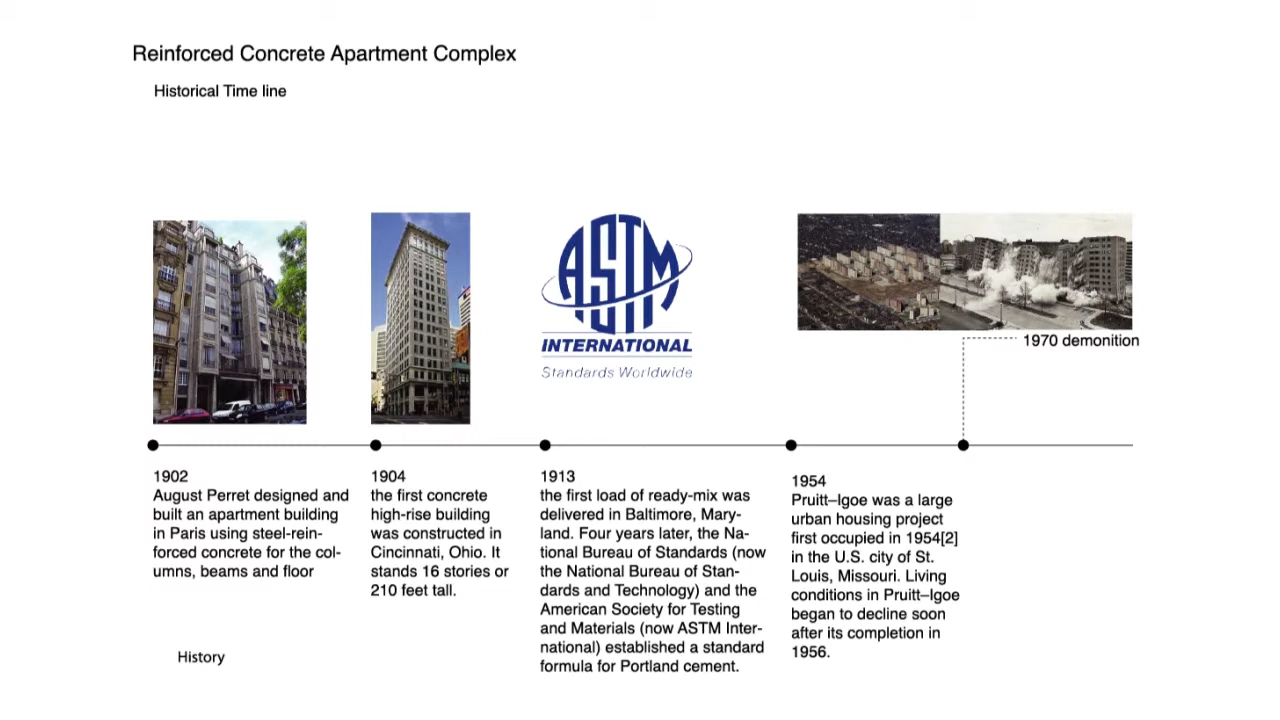 Reinforced Concrete Apartment Complex
Historical Time line
ASTM
INTERNATIONAL
Standards Worldwide
1970 demonition
1902
August Perret designed and
built an apartment building
in Paris using steel-rein-
forced concrete for the col-
umns, beams and floor
1904
the first concrete
high-rise building
was constructed in
Cincinnati, Ohio. It
stands 16 stories or
210 feet tall.
1913
the first load of ready-mix was
delivered in Baltimore, Mary-
land. Four years later, the Na-
tional Bureau of Standards (now
the National Bureau of Stan-
dards and Technology) and the
American Society for Testing
and Materials (now ASTM Inter-
national) established a standard
formula for Portland cement.
1954
Pruitt–Igoe was a large
urban housing project
first occupied in 1954[2]
in the U.S. city of St.
Louis, Missouri. Living
conditions in Pruitt–Igoe
began to decline soon
after its completion in
1956.
History